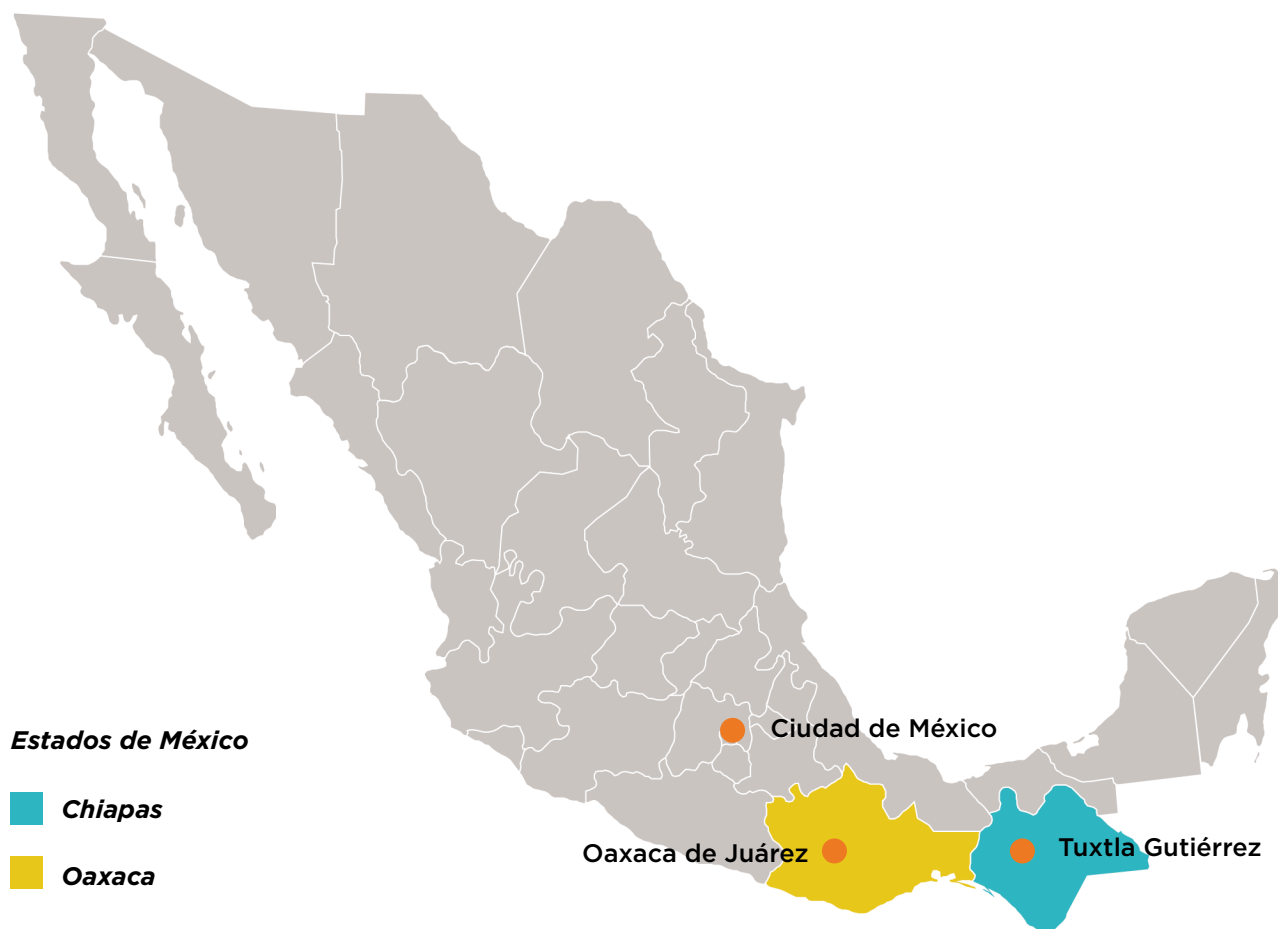 Ciudad de México
Estados de México
Chiapas
Oaxaca de Juárez
Tuxtla Gutiérrez
Oaxaca